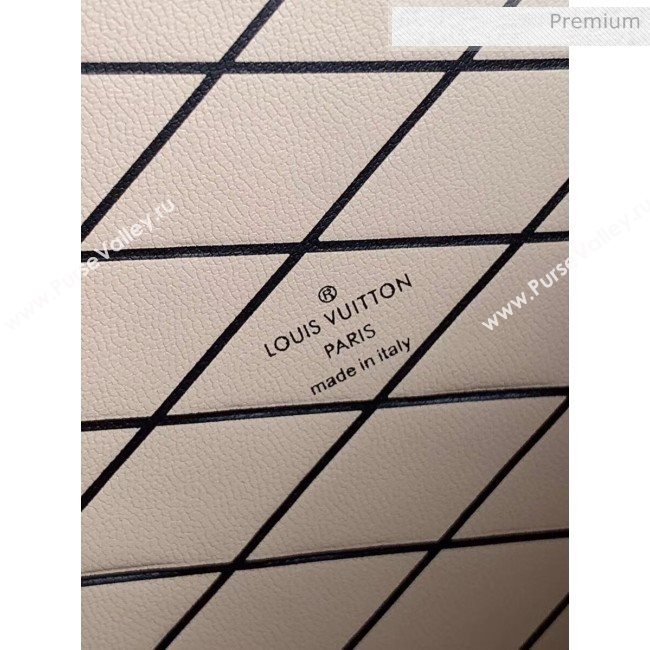 Premium
www.PurseValley.ru
www.PurseValley.ru
®
LOUIS VUITTON
PARIS
made in italy